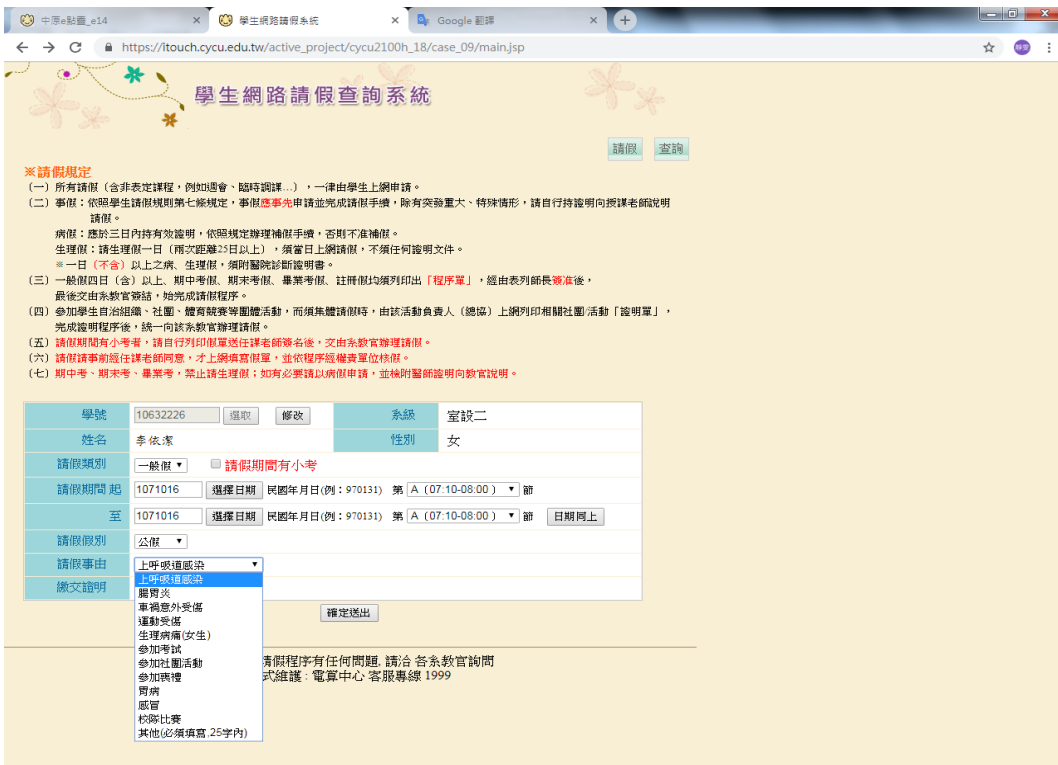 中原e點靈_e14
學生網路請假系統
Google 翻譯
https://itouch.cycu.edu.tw/active_project/cycu2100h_18/case_09/main.jsp
靜雯
學生網路請假查詢系統
請假 查詢
※請假規定
(一) 所有請假（含非表定課程，例如週會、臨時調課...），一律由學生上網申請。
(二) 事假：依照學生請假規則第七條規定，事假應事先申請並完成請假手續，除有突發重大、特殊情形，請自行持證明向授課老師說明
請假。
病假：應於三日內持有效證明，依照規定辦理補假手續，否則不准補假。
生理假：請生理假一日（兩次距離25日以上），須當日上網請假，不須任何證明文件。
※一日（不含）以上之病、生理假，須附醫院診斷證明書。
(三) 一般假四日（含）以上、期中考假、期末考假、畢業考假、註冊假均須列印出「程序單」，經由表列師長簽准後，
最後交由系教官簽結，始完成請假程序。
(四) 參加學生自治組織、社團、體育競賽等團體活動，而須集體請假時，由該活動負責人（總協）上網列印相關社團/活動「證明單」，
完成證明程序後，統一向該系教官辦理請假。
(五) 請假期間有小考者，請自行列印假單送任課老師簽名後，交由系教官辦理請假。
(六) 請假請事前經任課老師同意，才上網填寫假單，並依程序經權責單位核假。
(七) 期中考、期末考、畢業考，禁止請生理假；如有必要請以病假申請，並檢附醫師證明向教官說明。
學號 10632226 選取 修改 系級 室設二
姓名 李依潔 性別 女
請假類別 一般假 請假期間有小考
請假期間 起 1071016 選擇日期 民國年月日(例：970131) 第 A (07:10-08:00) 節
至 1071016 選擇日期 民國年月日(例：970131) 第 A (07:10-08:00) 節 日期同上
請假假別 公假
請假事由 上呼吸道感染
繳交證明
上呼吸道感染
腸胃炎
車禍意外受傷
運動受傷
生理病痛(女生)
參加考試
參加社團活動
參加喪禮
胃病
感冒
校隊比賽
其他(必須填寫,25字內)
確定送出
請假程序有任何問題, 請洽 各系教官詢問
式維護 : 電算中心 客服專線 1999